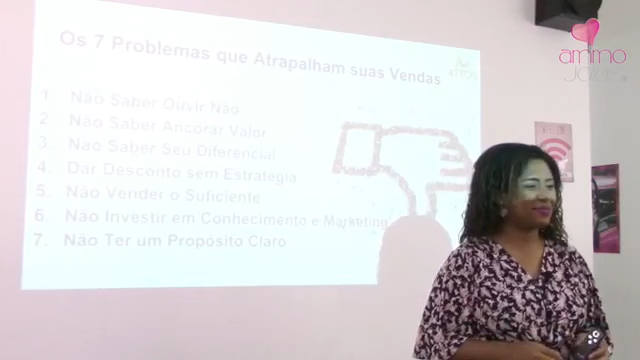 Os 7 Problemas que Atrapalham suas Vendas
1. Não Saber Ouvir Não
2. Não Saber Ancorar Valor
3. Não Saber Seu Diferencial
4. Dar Desconto sem Estratégia
5. Não Vender o Suficiente
6. Não Investir em Conhecimento e Marketing
7. Não Ter um Propósito Claro
ammo
Joias